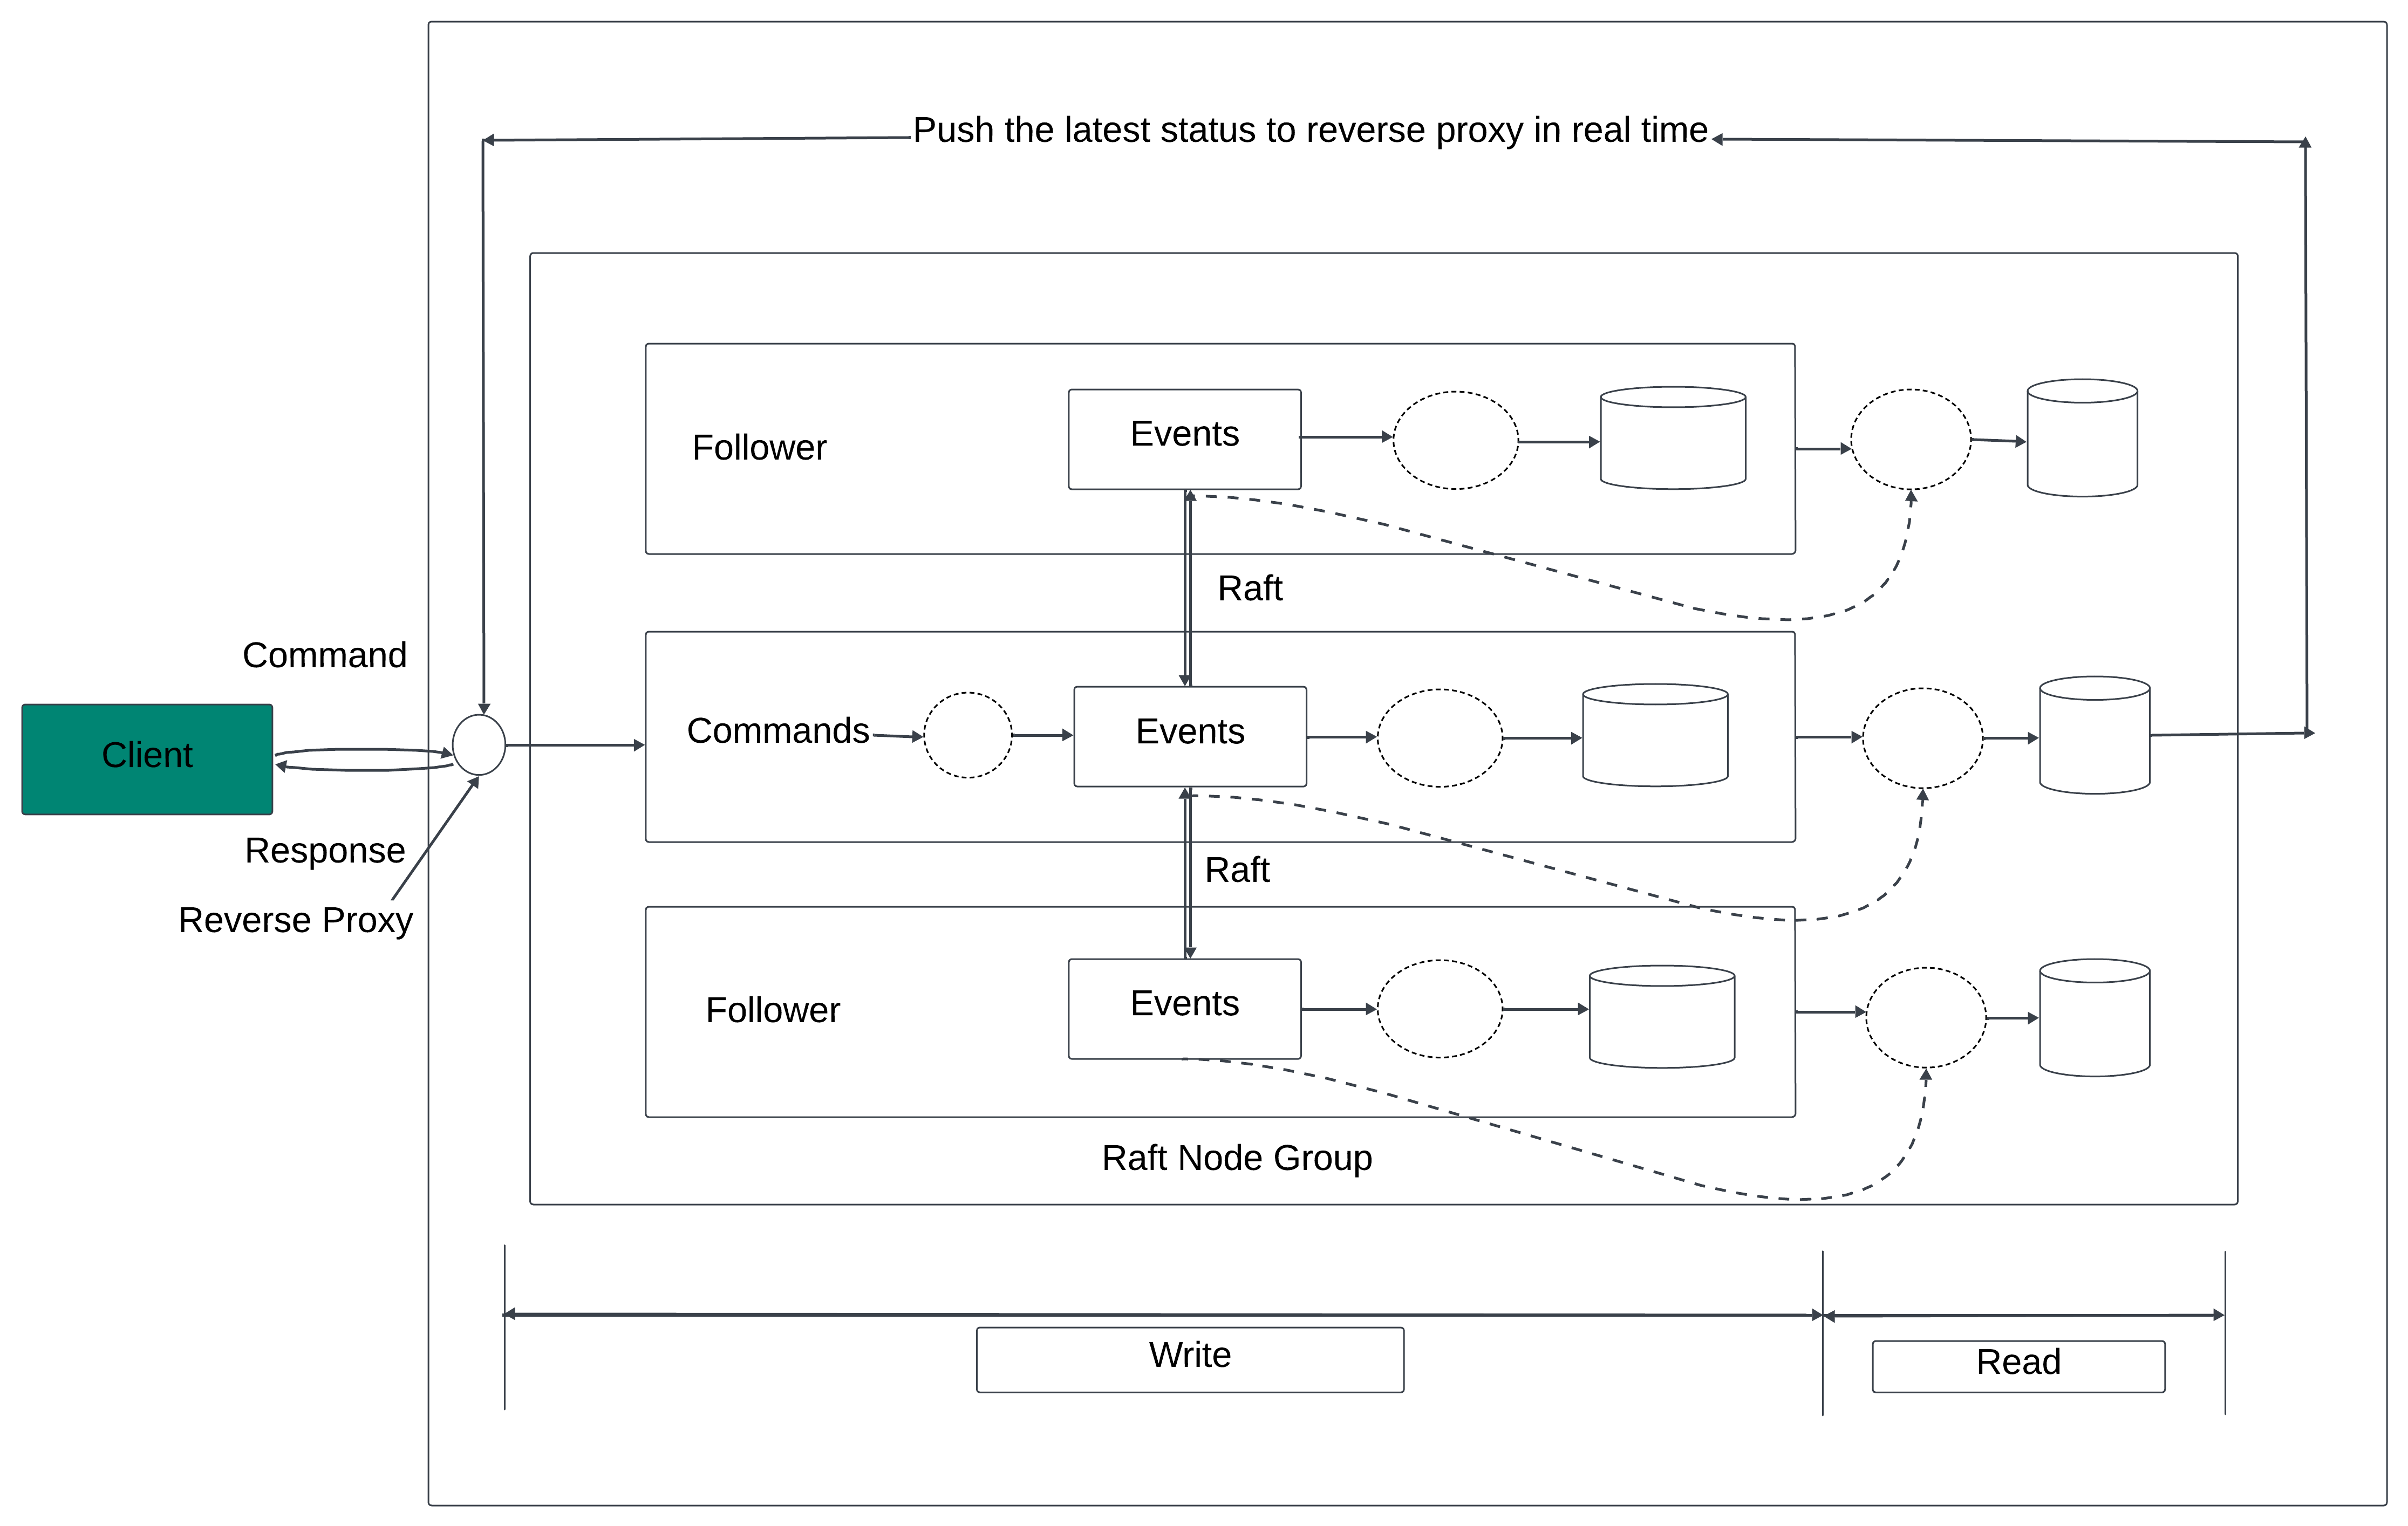 Push the latest status to reverse proxy in real time
Follower
Events
Raft
Command
Client
Commands
Events
Response
Raft
Reverse Proxy
Follower
Events
Raft Node Group
Write
Read